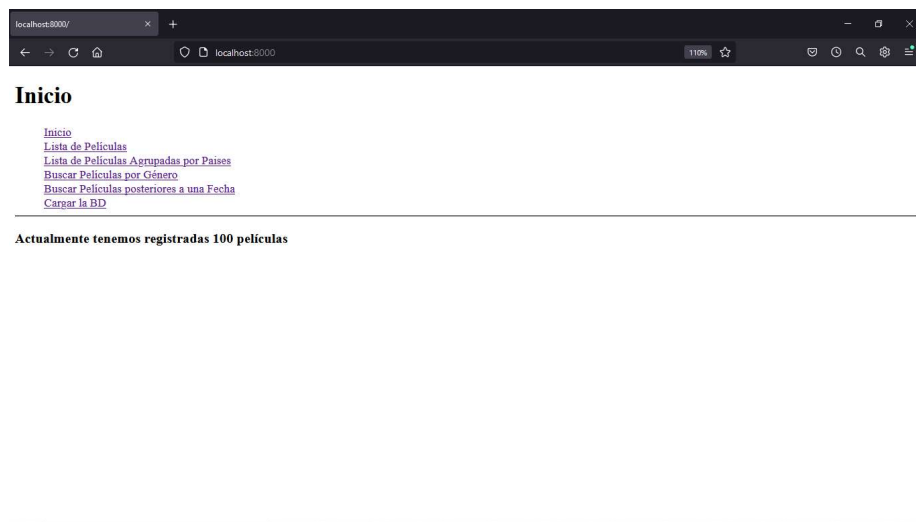 localhost:8000/
localhost:8000
110%
Inicio
Inicio
Lista de Películas
Lista de Películas Agrupadas por Paises
Buscar Películas por Género
Buscar Películas posteriores a una Fecha
Cargar la BD
Actualmente tenemos registradas 100 películas